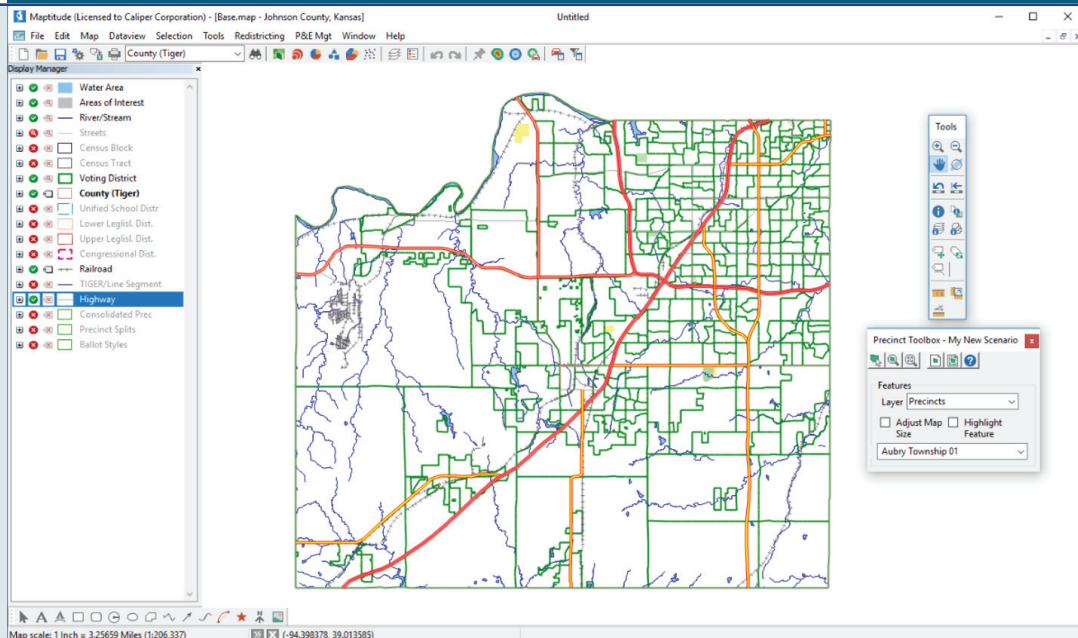 Maptitude (Licensed to Caliper Corporation) - [Base.map - Johnson County, Kansas]
Untitled
File Edit Map Dataview Selection Tools Redistricting P&E Mgt Window Help
County (Tiger)
Display Manager
Water Area
Areas of Interest
River/Stream
Streets
Census Block
Census Tract
Voting District
County (Tiger)
Unified School Distr
Lower Legisl. Dist.
Upper Legisl. Dist.
Congressional Dist.
Railroad
TIGER/Line Segment
Highway
Consolidated Prec
Precinct Splits
Ballot Styles
Tools
Precinct Toolbox - My New Scenario
Features
Layer Precincts
Adjust Map Size
Highlight Feature
Aubry Township 01
Map scale: 1 Inch = 3.25659 Miles (1:206,337)
(-94.398378, 39.013585)